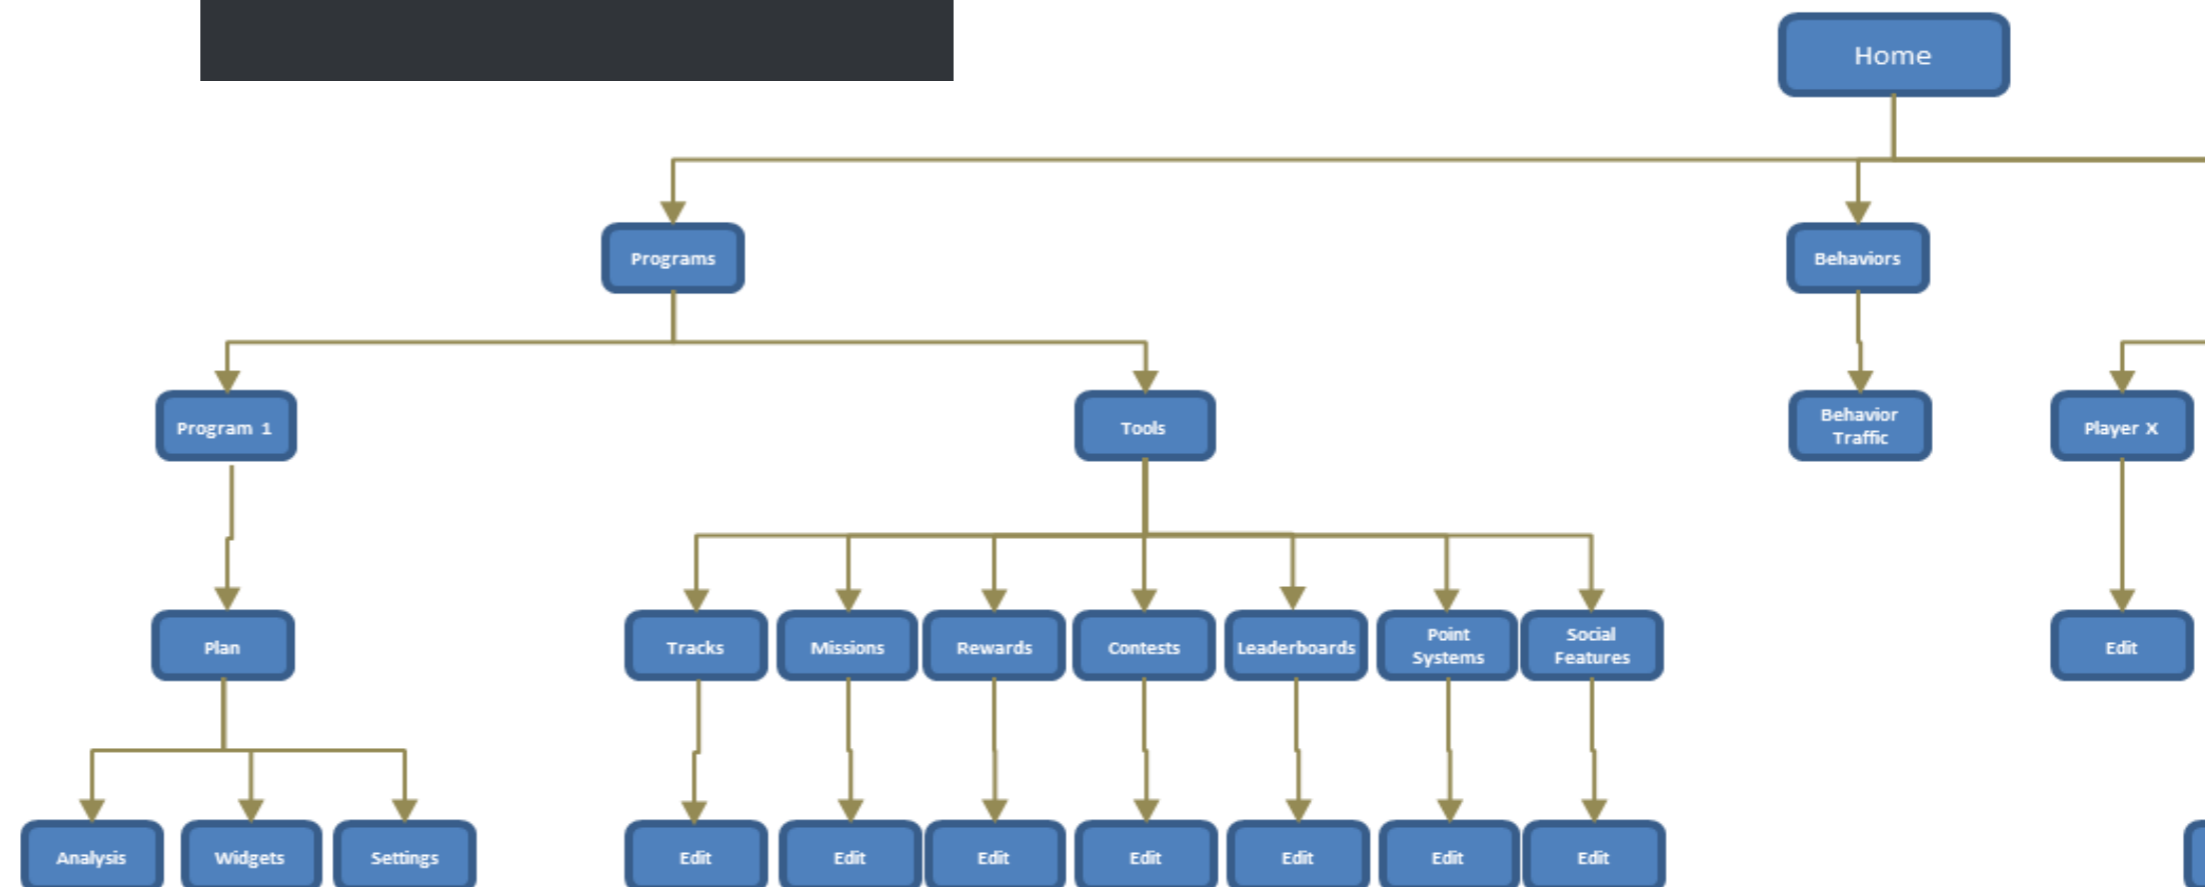 Home
Programs
Behaviors
Program 1
Tools
Behavior
Traffic
Player X
Plan
Tracks
Missions
Rewards
Contests
Leaderboards
Point
Systems
Social
Features
Edit
Analysis
Widgets
Settings
Edit
Edit
Edit
Edit
Edit
Edit
Edit